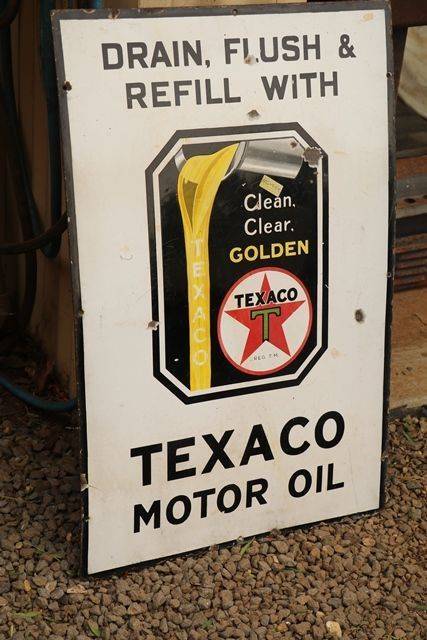 DRAIN, FLUSH &
REFILL WITH
Clean,
Clear,
GOLDEN
TEXACO
TEXACO
T
REG. T.M.
TEXACO
MOTOR OIL